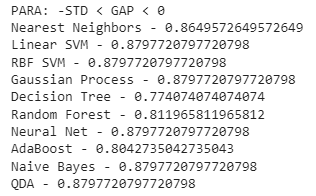 PARA: -STD < GAP < 0
Nearest Neighbors - 0.8649572649572649
Linear SVM - 0.8797720797720798
RBF SVM - 0.8797720797720798
Gaussian Process - 0.8797720797720798
Decision Tree - 0.774074074074074
Random Forest - 0.811965811965812
Neural Net - 0.8797720797720798
AdaBoost - 0.8042735042735043
Naive Bayes - 0.8797720797720798
QDA - 0.8797720797720798